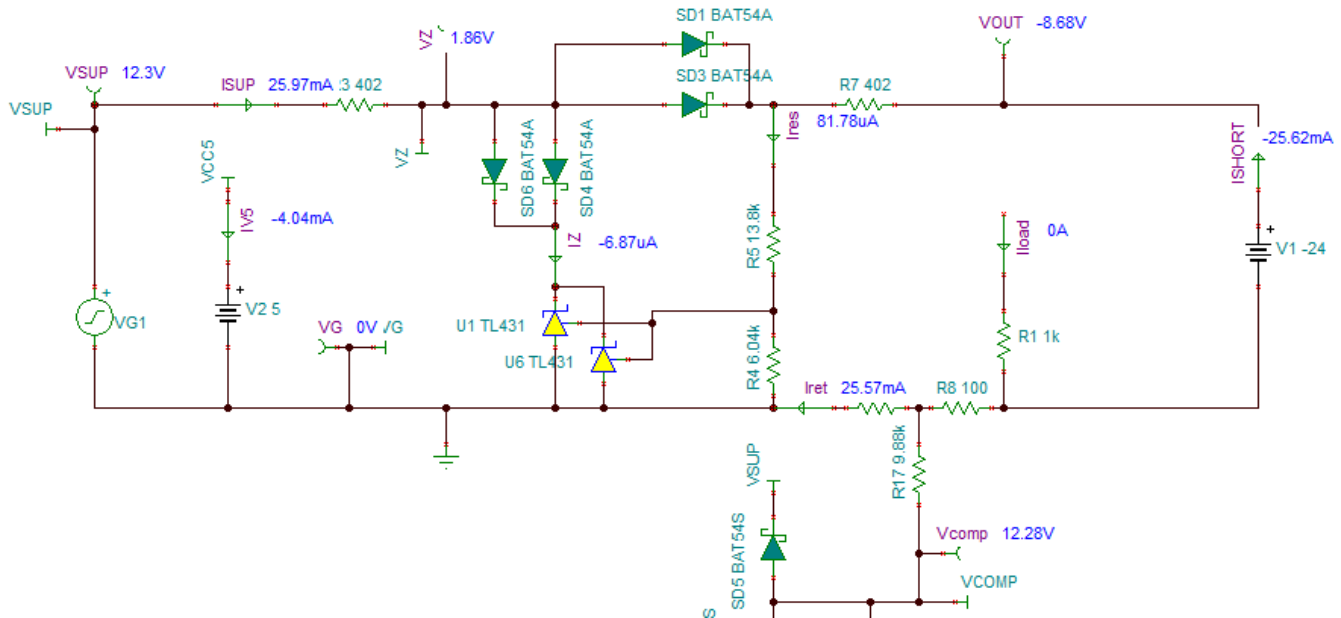 SD1 BAT54A
VOUT -8.68V
VZ
1.86V
VSUP 12.3V
ISUP 25.97mA
:3 402
SD3 BAT54A
R7 402
VSUP
Ires
81.78uA
-25.62mA
ISHORT
VZ
SD6 BAT54A
SD4 BAT54A
VCC5
IV5
-4.04mA
IZ
-6.87uA
R5 13.8k
Iload
0A
V1 -24
VG1
V2 5
VG 0V
U1 TL431
U6 TL431
R4 6.04k
R1 1k
Iret 25.57mA
R8 100
R17 9.88k
VSUP
SD5 BAT54S
Vcomp 12.28V
VCOMP
S